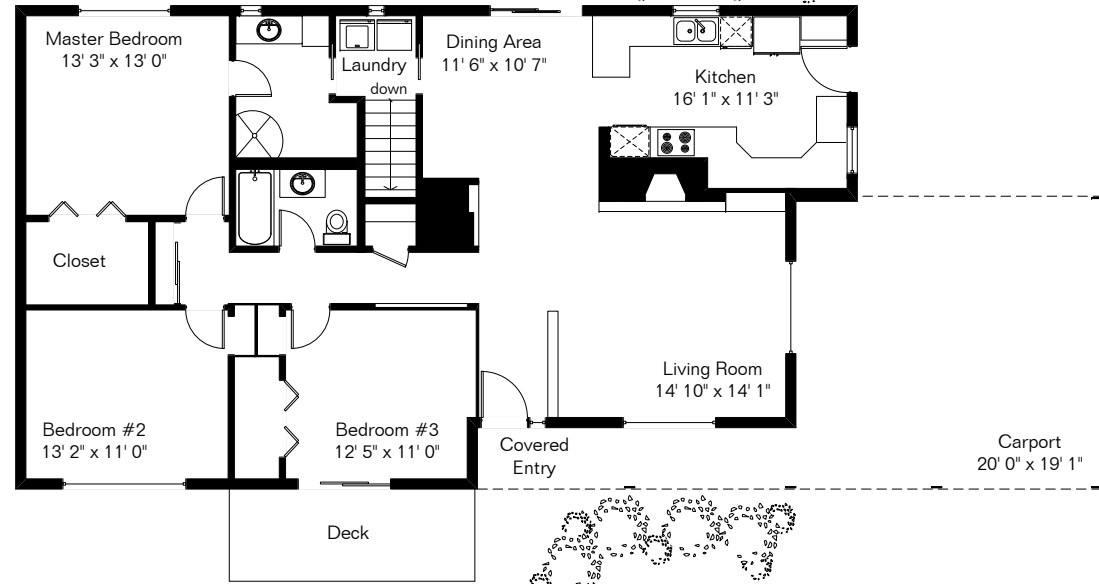 Master Bedroom
13' 3" x 13' 0"
Laundry
down
Dining Area
11' 6" x 10' 7"
Kitchen
16' 1" x 11' 3"
Closet
Living Room
14' 10" x 14' 1"
Bedroom #2
13' 2" x 11' 0"
Bedroom #3
12' 5" x 11' 0"
Covered
Entry
Carport
20' 0" x 19' 1"
Deck